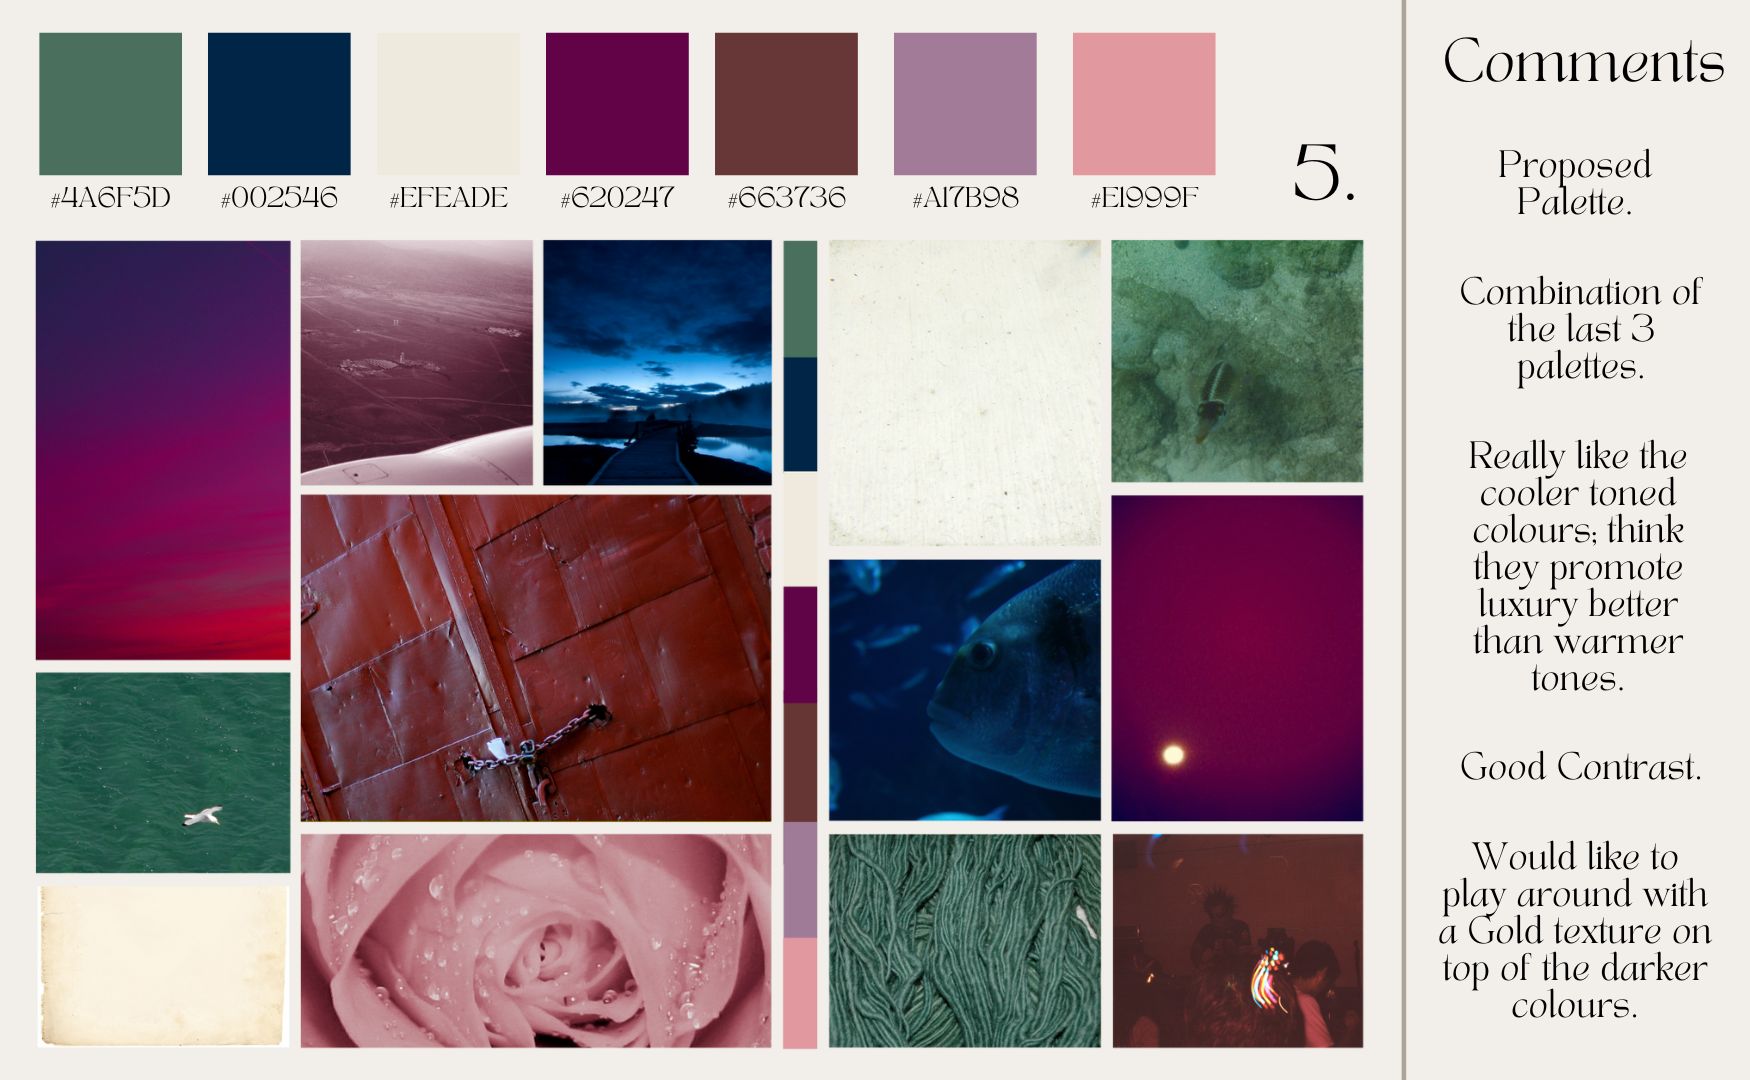 #4A6F5D
#002546
#EFEADE
#620247
#663736
#A17B98
#E1999F
5.
Comments
Proposed
Palette.
Combination of
the last 3
palettes.
Really like the
cooler toned
colours; think
they promote
luxury better
than warmer
tones.
Good Contrast.
Would like to
play around with
a Gold texture on
top of the darker
colours.